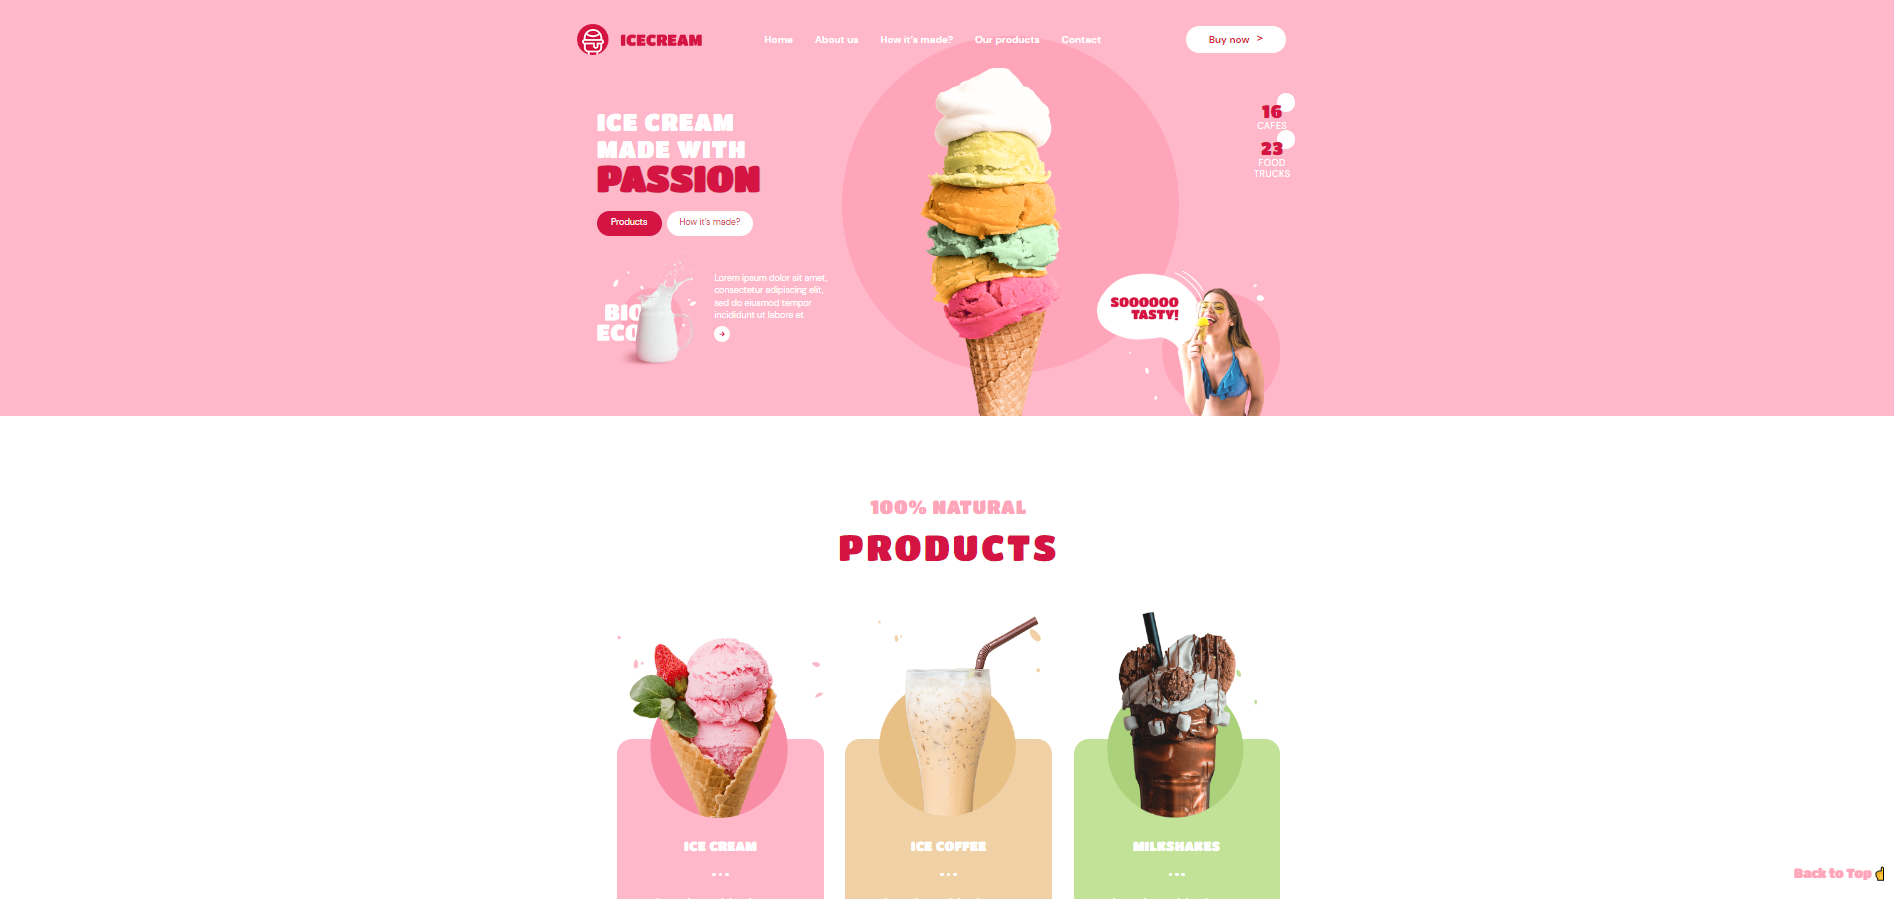 ICECREAM
Home About us How it's made? Our products Contact
Buy now >
ICE CREAM
MADE WITH
PASSION
Products How it's made?
16
CAFES
23
FOOD
TRUCKS
BIO
ECO
Lorem ipsum dolor sit amet,
consectetur adipiscing elit,
sed do eiusmod tempor
incididunt ut labore et
SOOOOOO
TASTY!
100% NATURAL
PRODUCTS
ICE CREAM
ICE COFFEE
MILKSHAKES
Back to Top